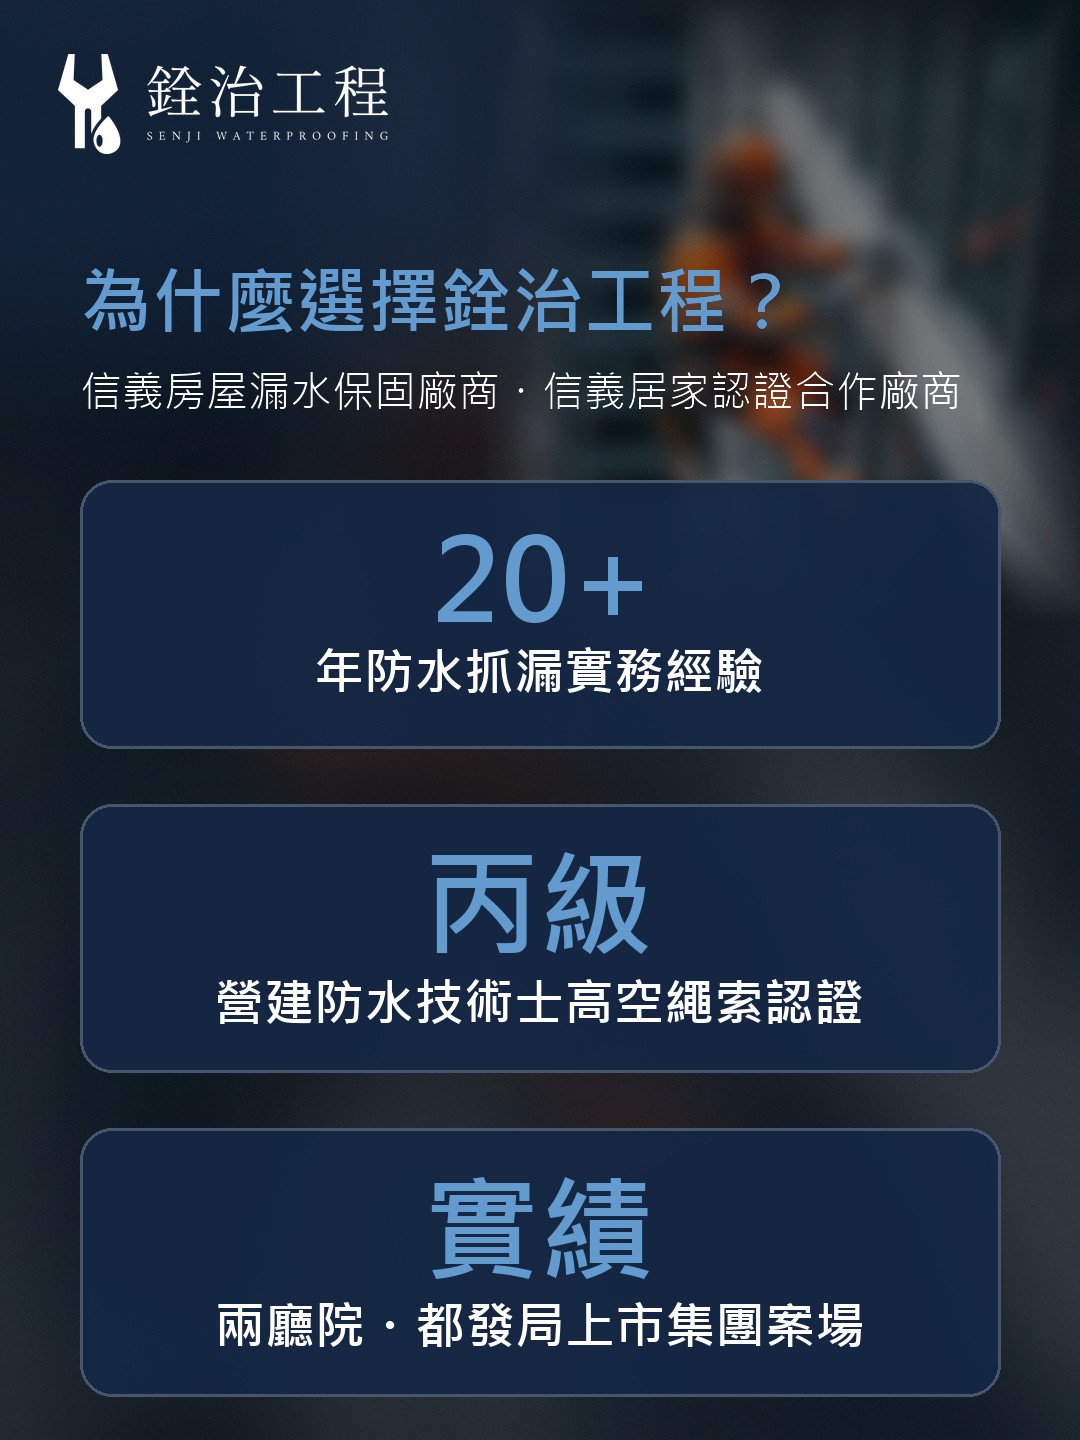 銓治工程
SENJI WATERPROOFING
為什麼選擇銓治工程？
信義房屋漏水保固廠商・信義居家認證合作廠商
20+
年防水抓漏實務經驗
丙級
營建防水技術士高空繩索認證
實績
兩廳院・都發局上市集團案場